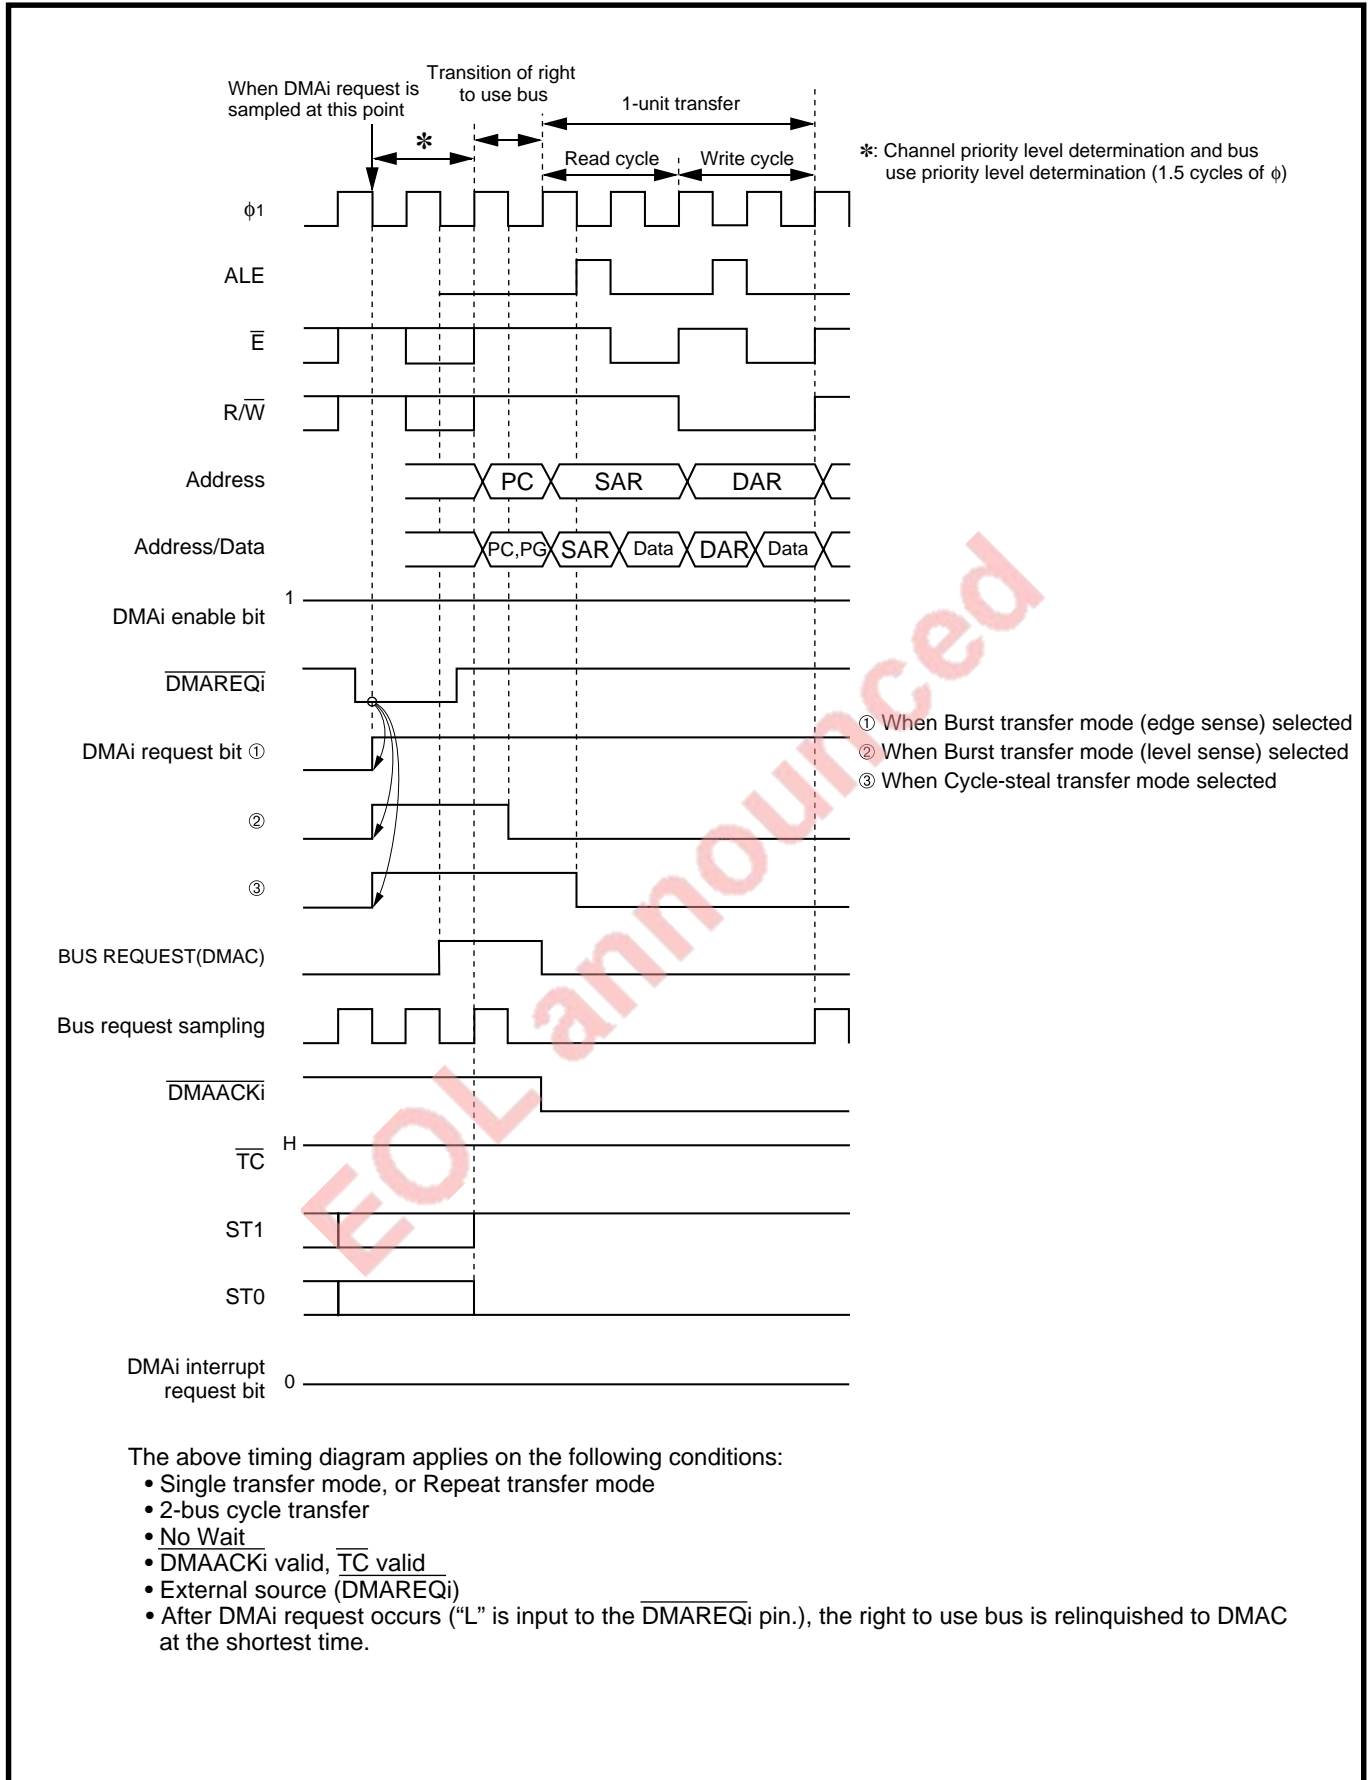 When DMAi request is
sampled at this point
Transition of right
to use bus
1-unit transfer
✻
Read cycle
Write cycle
✻: Channel priority level determination and bus
use priority level determination (1.5 cycles of ϕ)
ϕ1
ALE
E̅
R/W̅
Address
PC
SAR
DAR
Address/Data
PC,PG
SAR
Data
DAR
Data
DMAi enable bit
1
D̅M̅A̅R̅E̅Q̅i̅
DMAi request bit ①
②
③
① When Burst transfer mode (edge sense) selected
② When Burst transfer mode (level sense) selected
③ When Cycle-steal transfer mode selected
BUS REQUEST(DMAC)
Bus request sampling
D̅M̅A̅A̅C̅K̅i̅
T̅C̅
H
ST1
ST0
DMAi interrupt
request bit
0
EOL announced
The above timing diagram applies on the following conditions:
• Single transfer mode, or Repeat transfer mode
• 2-bus cycle transfer
• No Wait
• D̅M̅A̅A̅C̅K̅i̅ valid, T̅C̅ valid
• External source (D̅M̅A̅R̅E̅Q̅i̅)
• After DMAi request occurs (“L” is input to the D̅M̅A̅R̅E̅Q̅i̅ pin.), the right to use bus is relinquished to DMAC
at the shortest time.